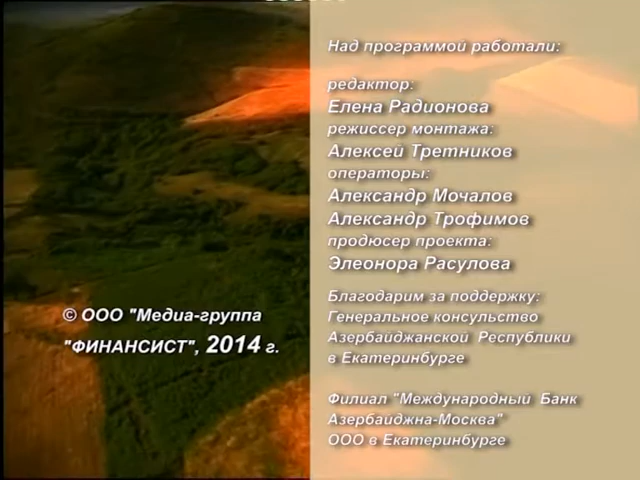 Над программой работали:
редактор:
Елена Радионова
режиссер монтажа:
Алексей Третников
операторы:
Александр Мочалов
Александр Трофимов
продюсер проекта:
Элеонора Расулова
Благодарим за поддержку:
Генеральное консульство
Азербайджанской Республики
в Екатеринбурге
Филиал "Международный Банк
Азербайджна-Москва"
ООО в Екатеринбурге
© ООО "Медиа-группа
"ФИНАНСИСТ", 2014 г.